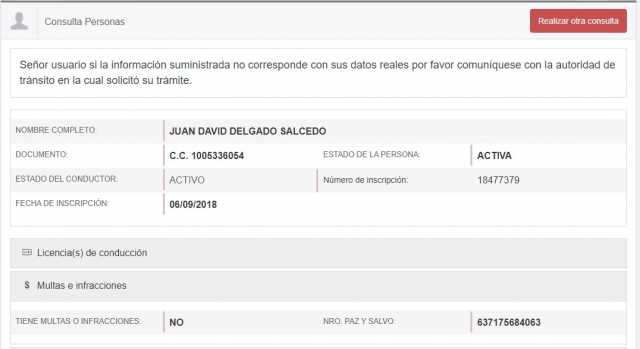 Consulta Personas
Realizar otra consulta
Señor usuario si la información suministrada no corresponde con sus datos reales por favor comuníquese con la autoridad de
tránsito en la cual solicitó su trámite.
NOMBRE COMPLETO: JUAN DAVID DELGADO SALCEDO
DOCUMENTO: C.C. 1005336054 ESTADO DE LA PERSONA: ACTIVA
ESTADO DEL CONDUCTOR: ACTIVO Número de inscripción: 18477379
FECHA DE INSCRIPCIÓN: 06/09/2018
Licencia(s) de conducción
$ Multas e infracciones
TIENE MULTAS O INFRACCIONES: NO NRO. PAZ Y SALVO: 637175684063